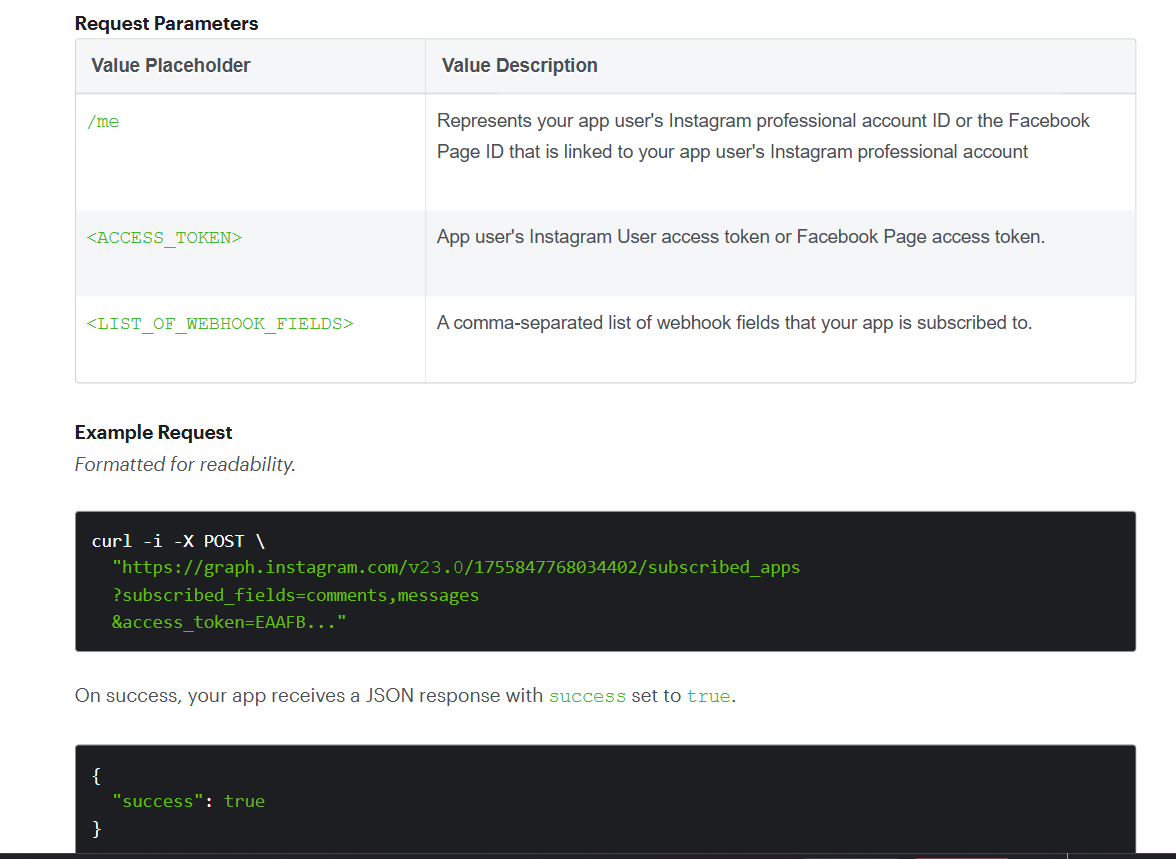 Request Parameters
Value Placeholder Value Description
/me Represents your app user's Instagram professional account ID or the Facebook
Page ID that is linked to your app user's Instagram professional account
<ACCESS_TOKEN> App user's Instagram User access token or Facebook Page access token.
<LIST_OF_WEBHOOK_FIELDS> A comma-separated list of webhook fields that your app is subscribed to.
Example Request
Formatted for readability.
curl -i -X POST \
"https://graph.instagram.com/v23.0/1755847768034402/subscribed_apps
?subscribed_fields=comments,messages
&access_token=EAAFB..."
On success, your app receives a JSON response with success set to true.
{
"success": true
}